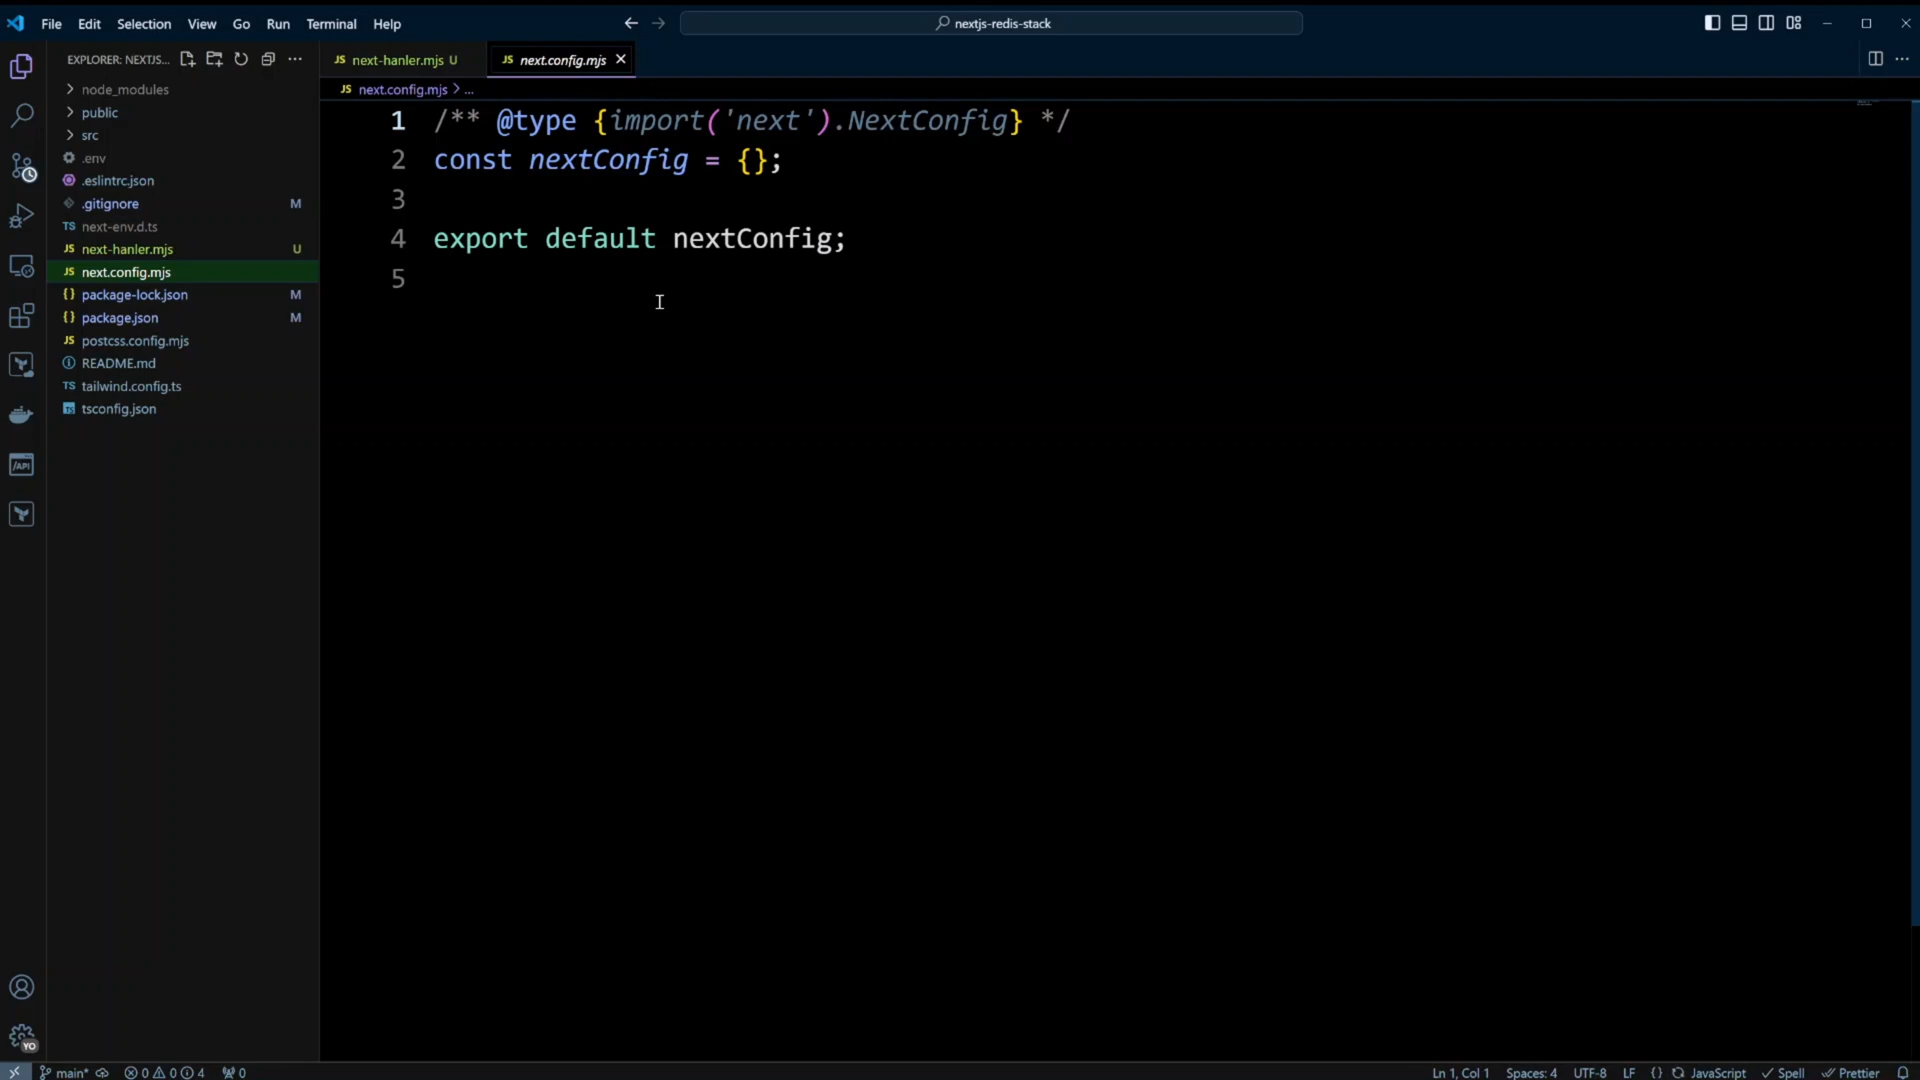 File Edit Selection View Go Run Terminal Help
nextjs-redis-stack
EXPLORER: NEXTJS...
node_modules
public
src
.env
.eslintrc.json
.gitignore M
TS next-env.d.ts
JS next-hanler.mjs U
JS next.config.mjs
{} package-lock.json M
{} package.json M
JS postcss.config.mjs
README.md
TS tailwind.config.ts
TS tsconfig.json
/API
YO
JS next-hanler.mjs U
JS next.config.mjs
JS next.config.mjs > ...
1 /** @type {import('next').NextConfig} */
2 const nextConfig = {};
3
4 export default nextConfig;
5
main* 0 0 4 0
Ln 1, Col 1 Spaces: 4 UTF-8 LF {} JavaScript Spell Prettier